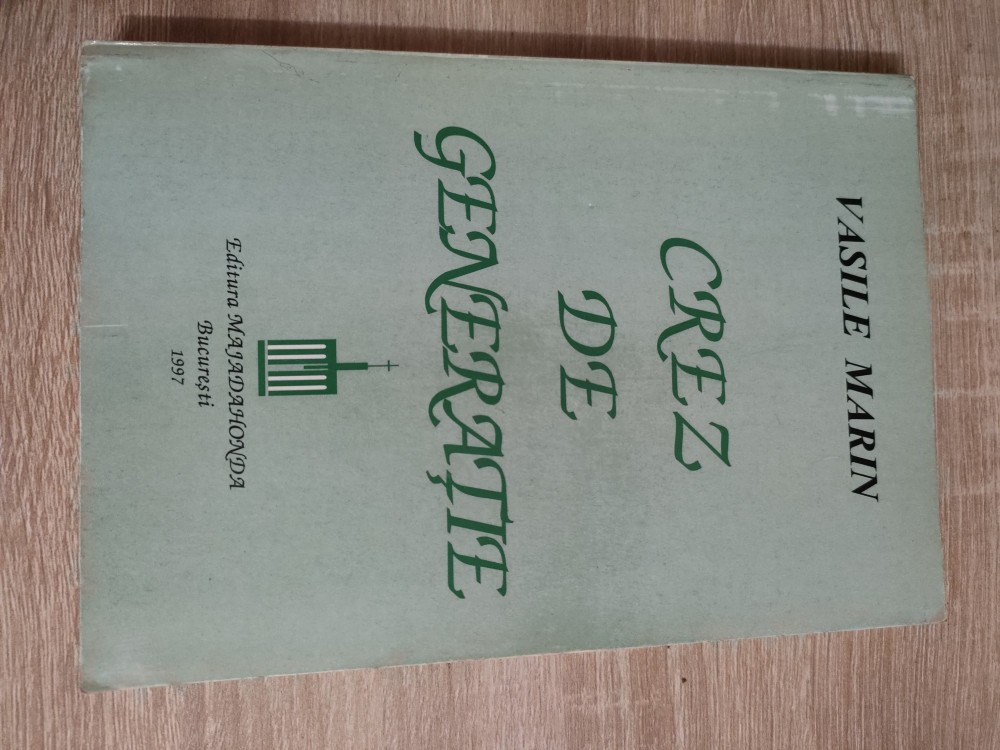 VASILE MARIN
CREZ
DE
GENERAȚIE
Editura MAJADAHONDA
București
1997